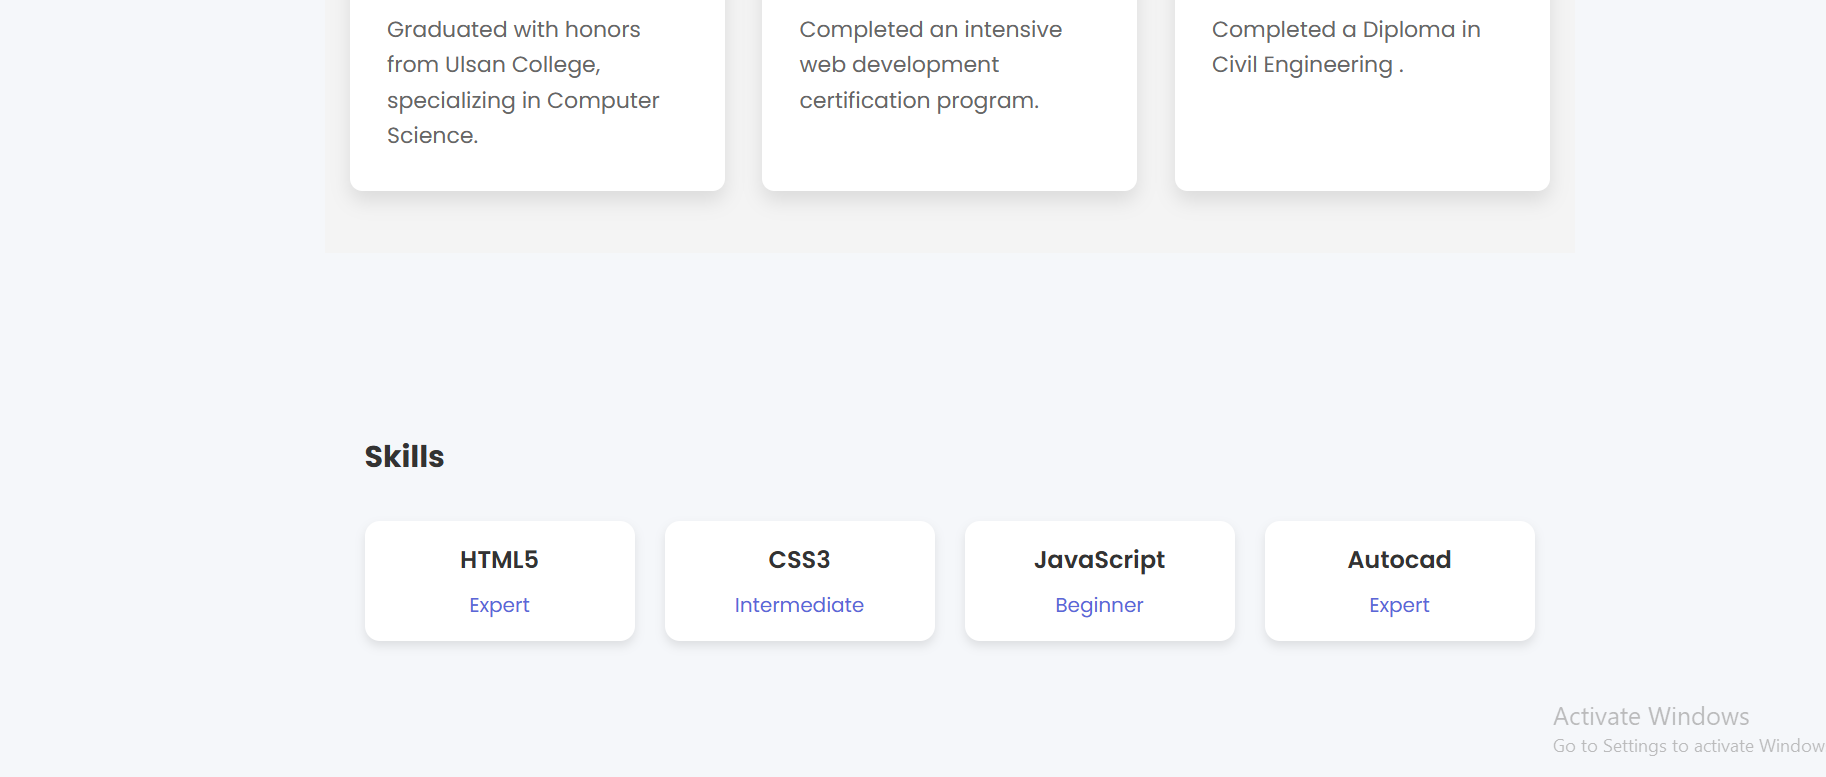 Graduated with honors
from Ulsan College,
specializing in Computer
Science.
Completed an intensive
web development
certification program.
Completed a Diploma in
Civil Engineering .
Skills
HTML5
Expert
CSS3
Intermediate
JavaScript
Beginner
Autocad
Expert
Activate Windows
Go to Settings to activate Window